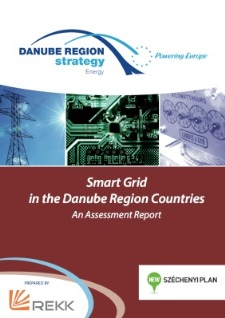 DANUBE REGION
strategy
Energy
Powering Europe
Smart Grid
in the Danube Region Countries
An Assessment Report
PREPARED BY
REKK
NEW
SZÉCHENYI PLAN